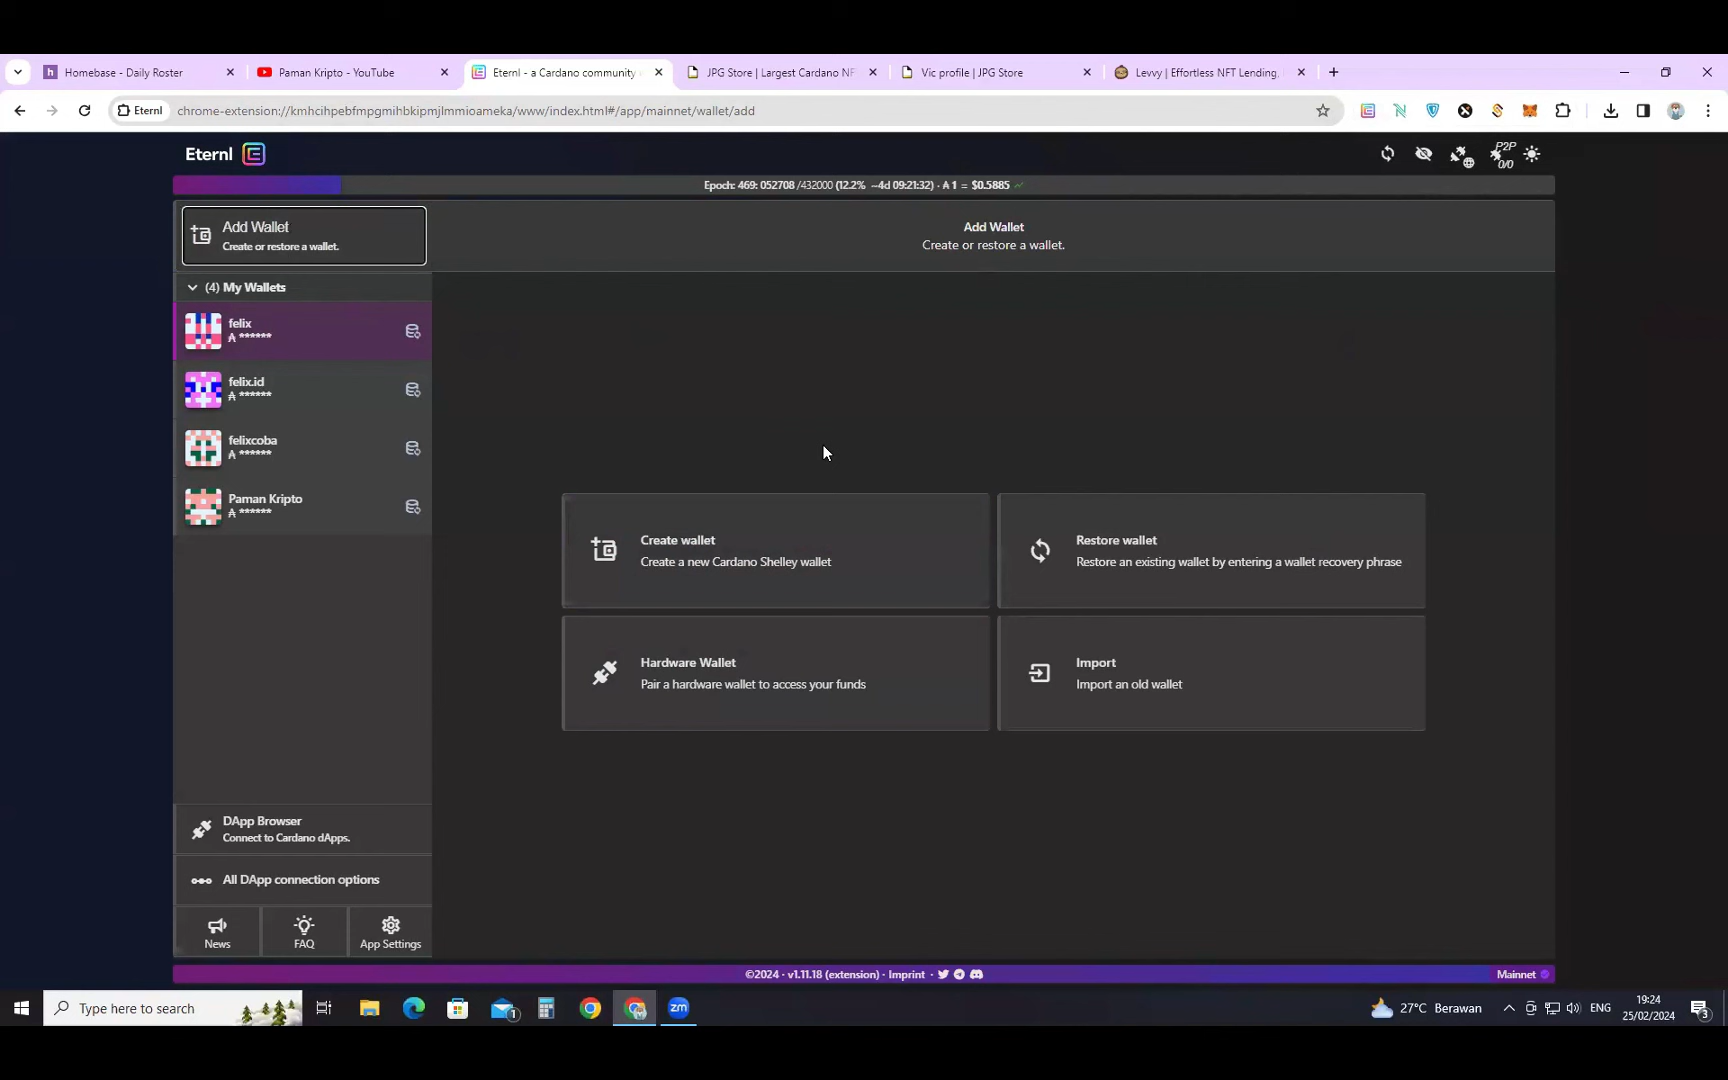 Homebase - Daily Roster
Paman Kripto - YouTube
Eternl - a Cardano community
JPG Store | Largest Cardano NF
Vic profile | JPG Store
Levvy | Effortless NFT Lending,
Eternl
chrome-extension://kmhcihpebfmpgmihbkipmjlmmioameka/www/index.html#/app/mainnet/wallet/add
Eternl
P2P
0/0
Epoch: 469: 052708 /432000 (12.2% ~4d 09:21:32) · ₳ 1 = $0.5885
Add Wallet
Create or restore a wallet.
Add Wallet
Create or restore a wallet.
(4) My Wallets
felix
₳ ******
felix.id
₳ ******
felixcoba
₳ ******
Paman Kripto
₳ ******
Create wallet
Create a new Cardano Shelley wallet
Restore wallet
Restore an existing wallet by entering a wallet recovery phrase
Hardware Wallet
Pair a hardware wallet to access your funds
Import
Import an old wallet
DApp Browser
Connect to Cardano dApps.
All DApp connection options
News
FAQ
App Settings
©2024 · v1.11.18 (extension) · Imprint ·
Mainnet
Type here to search
1
zm
27°C Berawan
ENG
19:24
25/02/2024
3